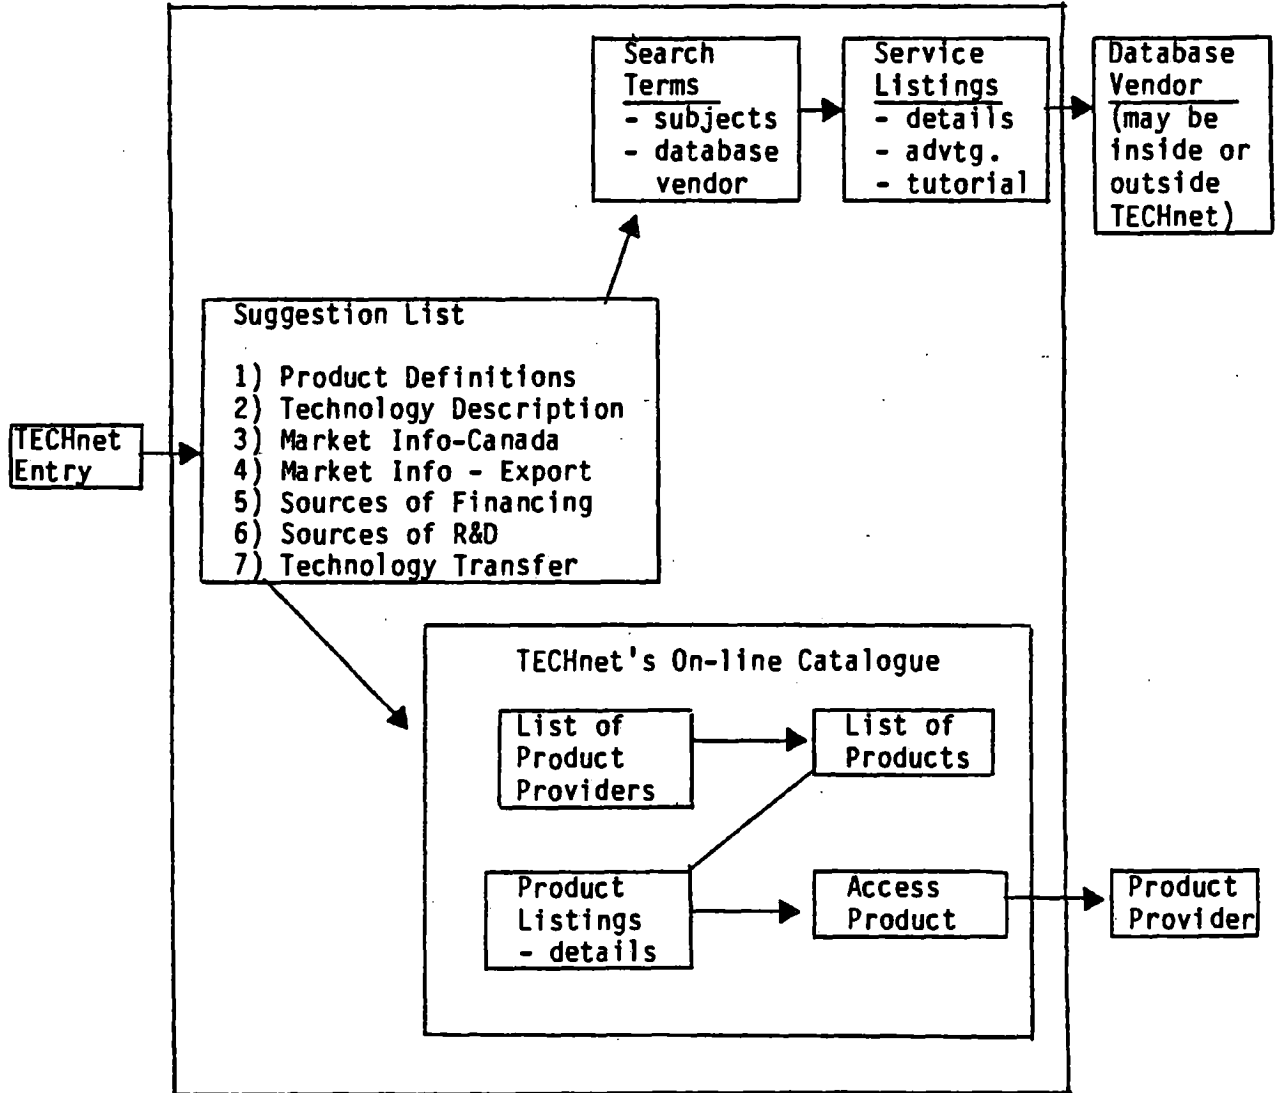 Search
Terms
- subjects
- database
vendor
Service
Listings
- details
- advtg.
- tutorial
Database
Vendor
(may be
inside or
outside
TECHnet)
Suggestion List
1) Product Definitions
2) Technology Description
3) Market Info-Canada
4) Market Info - Export
5) Sources of Financing
6) Sources of R&D
7) Technology Transfer
TECHnet
Entry
TECHnet's On-line Catalogue
List of
Product
Providers
List of
Products
Product
Listings
- details
Access
Product
Product
Provider